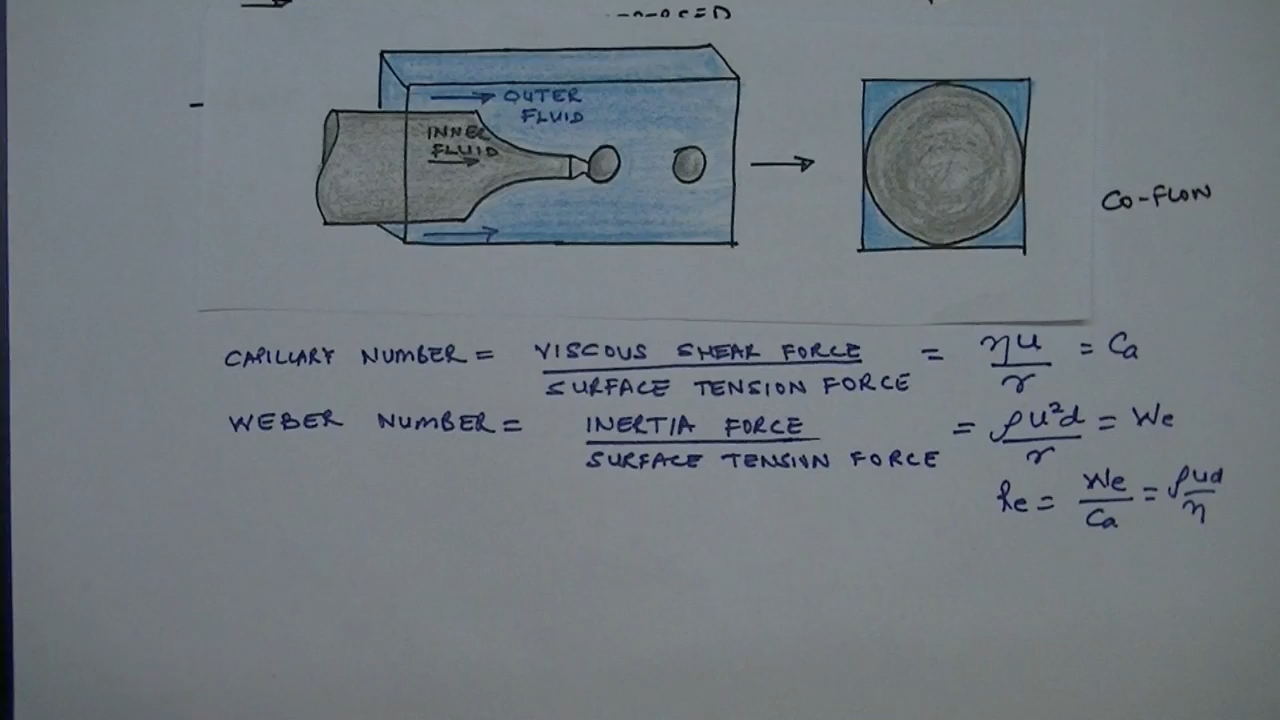 OUTER
FLUID
INNER
FLUID
CO-FLOW
CAPILLARY NUMBER = VISCOUS SHEAR FORCE / SURFACE TENSION FORCE = ηu / γ = Ca
WEBER NUMBER = INERTIA FORCE / SURFACE TENSION FORCE = ρu²d / γ = We
Re = We / Ca = ρud / η